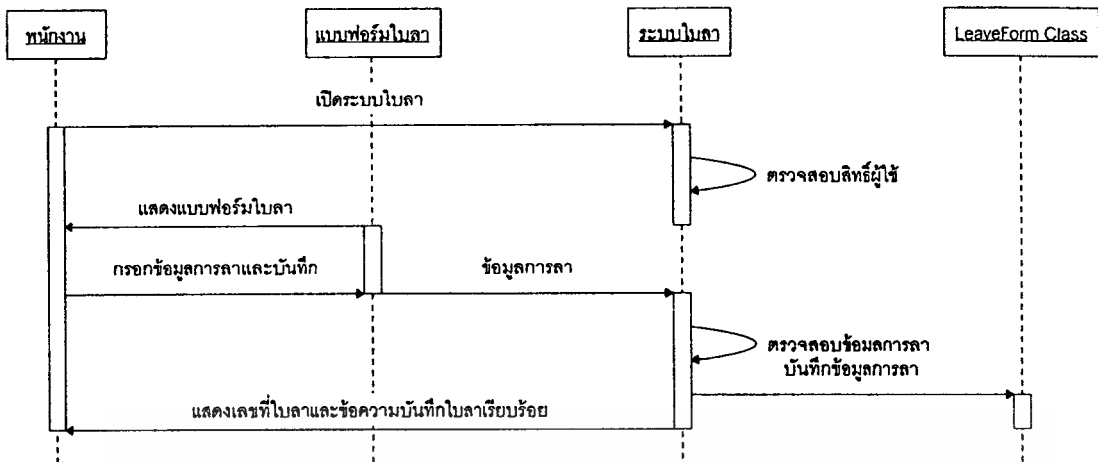 พนักงาน
แบบฟอร์มใบลา
ระบบใบลา
LeaveForm Class
เปิดระบบใบลา
ตรวจสอบสิทธิ์ผู้ใช้
แสดงแบบฟอร์มใบลา
กรอกข้อมูลการลาและบันทึก
ข้อมูลการลา
ตรวจสอบข้อมูลการลา
บันทึกข้อมูลการลา
แสดงเลขที่ใบลาและข้อความบันทึกใบลาเรียบร้อย